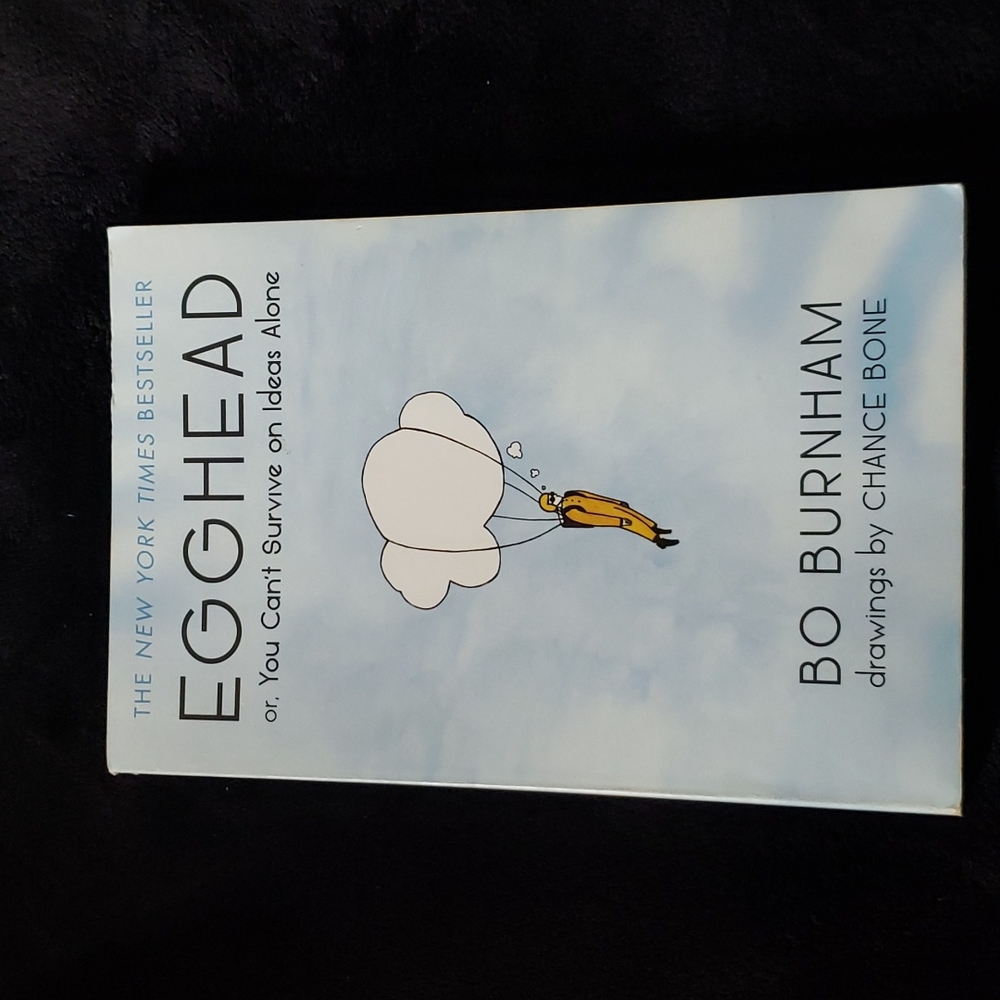 THE NEW YORK TIMES BESTSELLER
EGGHEAD
or, You Can't Survive on Ideas Alone
BO BURNHAM
drawings by CHANCE BONE